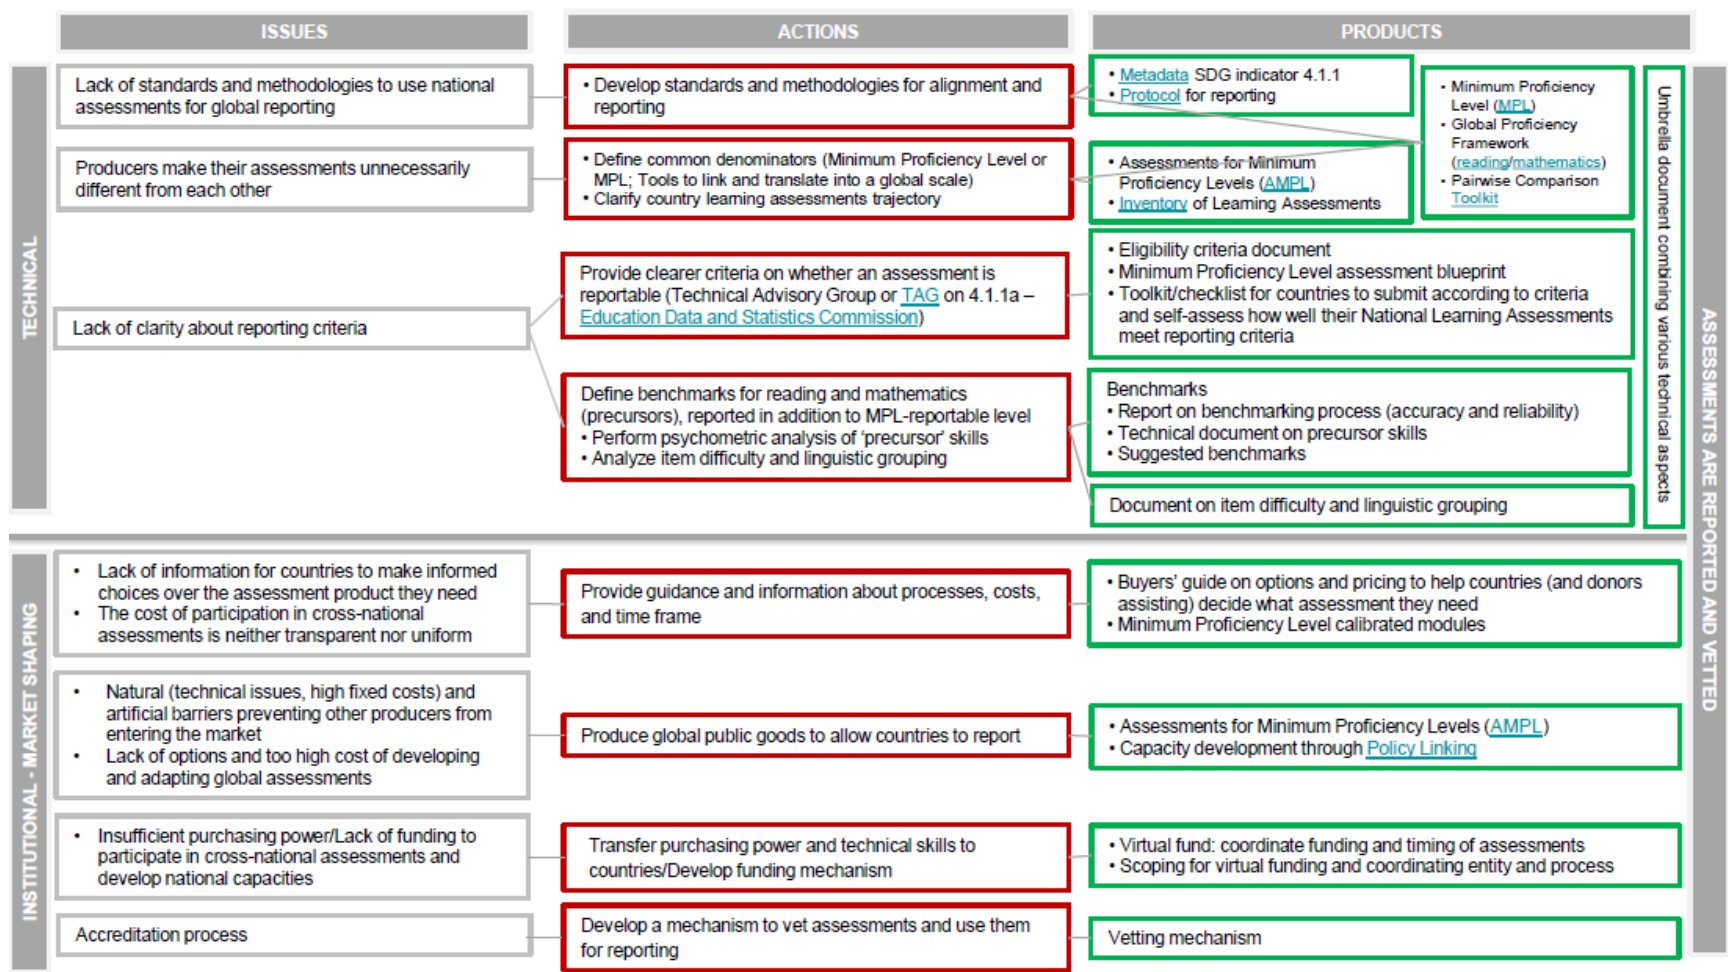 ISSUES
ACTIONS
PRODUCTS
TECHNICAL
Lack of standards and methodologies to use national
assessments for global reporting
• Develop standards and methodologies for alignment and
reporting
• Metadata SDG indicator 4.1.1
• Protocol for reporting
• Minimum Proficiency
Level (MPL)
• Global Proficiency
Framework
(reading/mathematics)
• Pairwise Comparison
Toolkit
Umbrella document combining various technical aspects
Producers make their assessments unnecessarily
different from each other
• Define common denominators (Minimum Proficiency Level or
MPL; Tools to link and translate into a global scale)
• Clarify country learning assessments trajectory
• Assessments for Minimum
Proficiency Levels (AMPL)
• Inventory of Learning Assessments
Lack of clarity about reporting criteria
Provide clearer criteria on whether an assessment is
reportable (Technical Advisory Group or TAG on 4.1.1a –
Education Data and Statistics Commission)
• Eligibility criteria document
• Minimum Proficiency Level assessment blueprint
• Toolkit/checklist for countries to submit according to criteria
and self-assess how well their National Learning Assessments
meet reporting criteria
Define benchmarks for reading and mathematics
(precursors), reported in addition to MPL-reportable level
• Perform psychometric analysis of ‘precursor’ skills
• Analyze item difficulty and linguistic grouping
Benchmarks
• Report on benchmarking process (accuracy and reliability)
• Technical document on precursor skills
• Suggested benchmarks
Document on item difficulty and linguistic grouping
ASSESSMENTS ARE REPORTED AND VETTED
INSTITUTIONAL - MARKET SHAPING
• Lack of information for countries to make informed
choices over the assessment product they need
• The cost of participation in cross-national
assessments is neither transparent nor uniform
Provide guidance and information about processes, costs,
and time frame
• Buyers’ guide on options and pricing to help countries (and donors
assisting) decide what assessment they need
• Minimum Proficiency Level calibrated modules
• Natural (technical issues, high fixed costs) and
artificial barriers preventing other producers from
entering the market
• Lack of options and too high cost of developing
and adapting global assessments
Produce global public goods to allow countries to report
• Assessments for Minimum Proficiency Levels (AMPL)
• Capacity development through Policy Linking
• Insufficient purchasing power/Lack of funding to
participate in cross-national assessments and
develop national capacities
Transfer purchasing power and technical skills to
countries/Develop funding mechanism
• Virtual fund: coordinate funding and timing of assessments
• Scoping for virtual funding and coordinating entity and process
Accreditation process
Develop a mechanism to vet assessments and use them
for reporting
Vetting mechanism